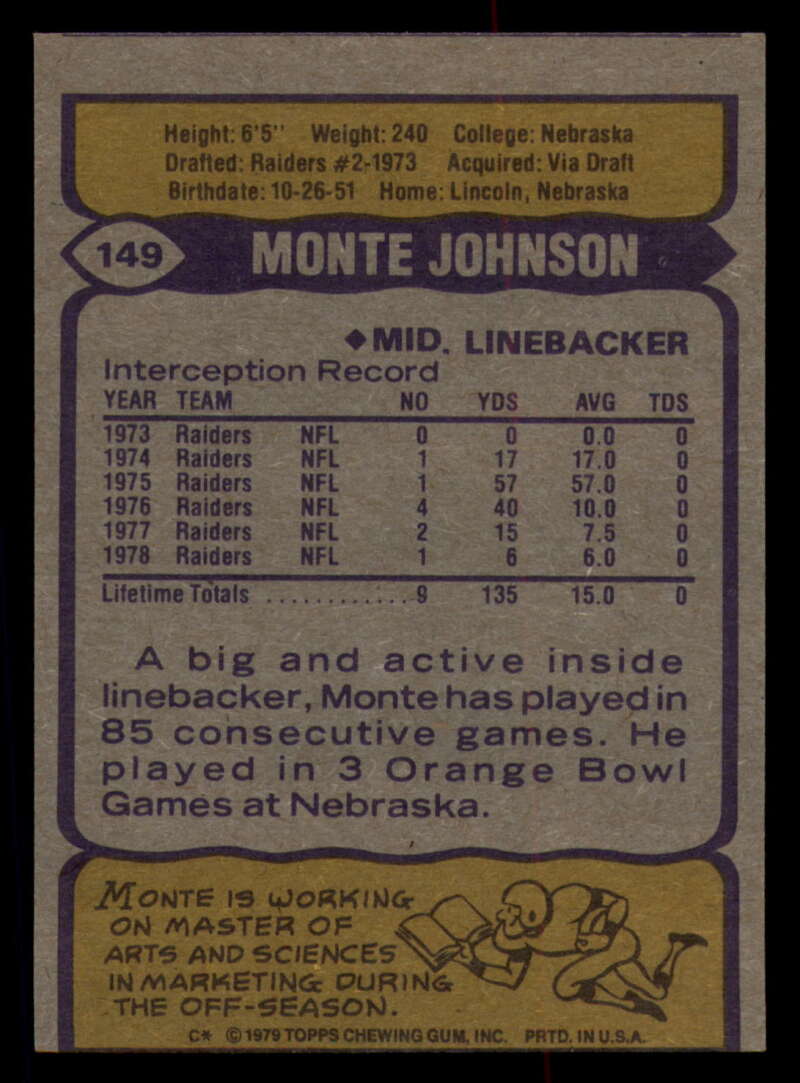 Height: 6'5" Weight: 240 College: Nebraska
Drafted: Raiders #2-1973 Acquired: Via Draft
Birthdate: 10-26-51 Home: Lincoln, Nebraska
149 MONTE JOHNSON
◆MID. LINEBACKER
Interception Record
YEAR TEAM NO YDS AVG TDS
1973 Raiders NFL 0 0 0.0 0
1974 Raiders NFL 1 17 17.0 0
1975 Raiders NFL 1 57 57.0 0
1976 Raiders NFL 4 40 10.0 0
1977 Raiders NFL 2 15 7.5 0
1978 Raiders NFL 1 6 6.0 0
Lifetime Totals ............ 9 135 15.0 0
A big and active inside
linebacker, Monte has played in
85 consecutive games. He
played in 3 Orange Bowl
Games at Nebraska.
MONTE IS WORKING
ON MASTER OF
ARTS AND SCIENCES
IN MARKETING DURING
THE OFF-SEASON.
C* © 1979 TOPPS CHEWING GUM, INC. PRTD. IN U.S.A.